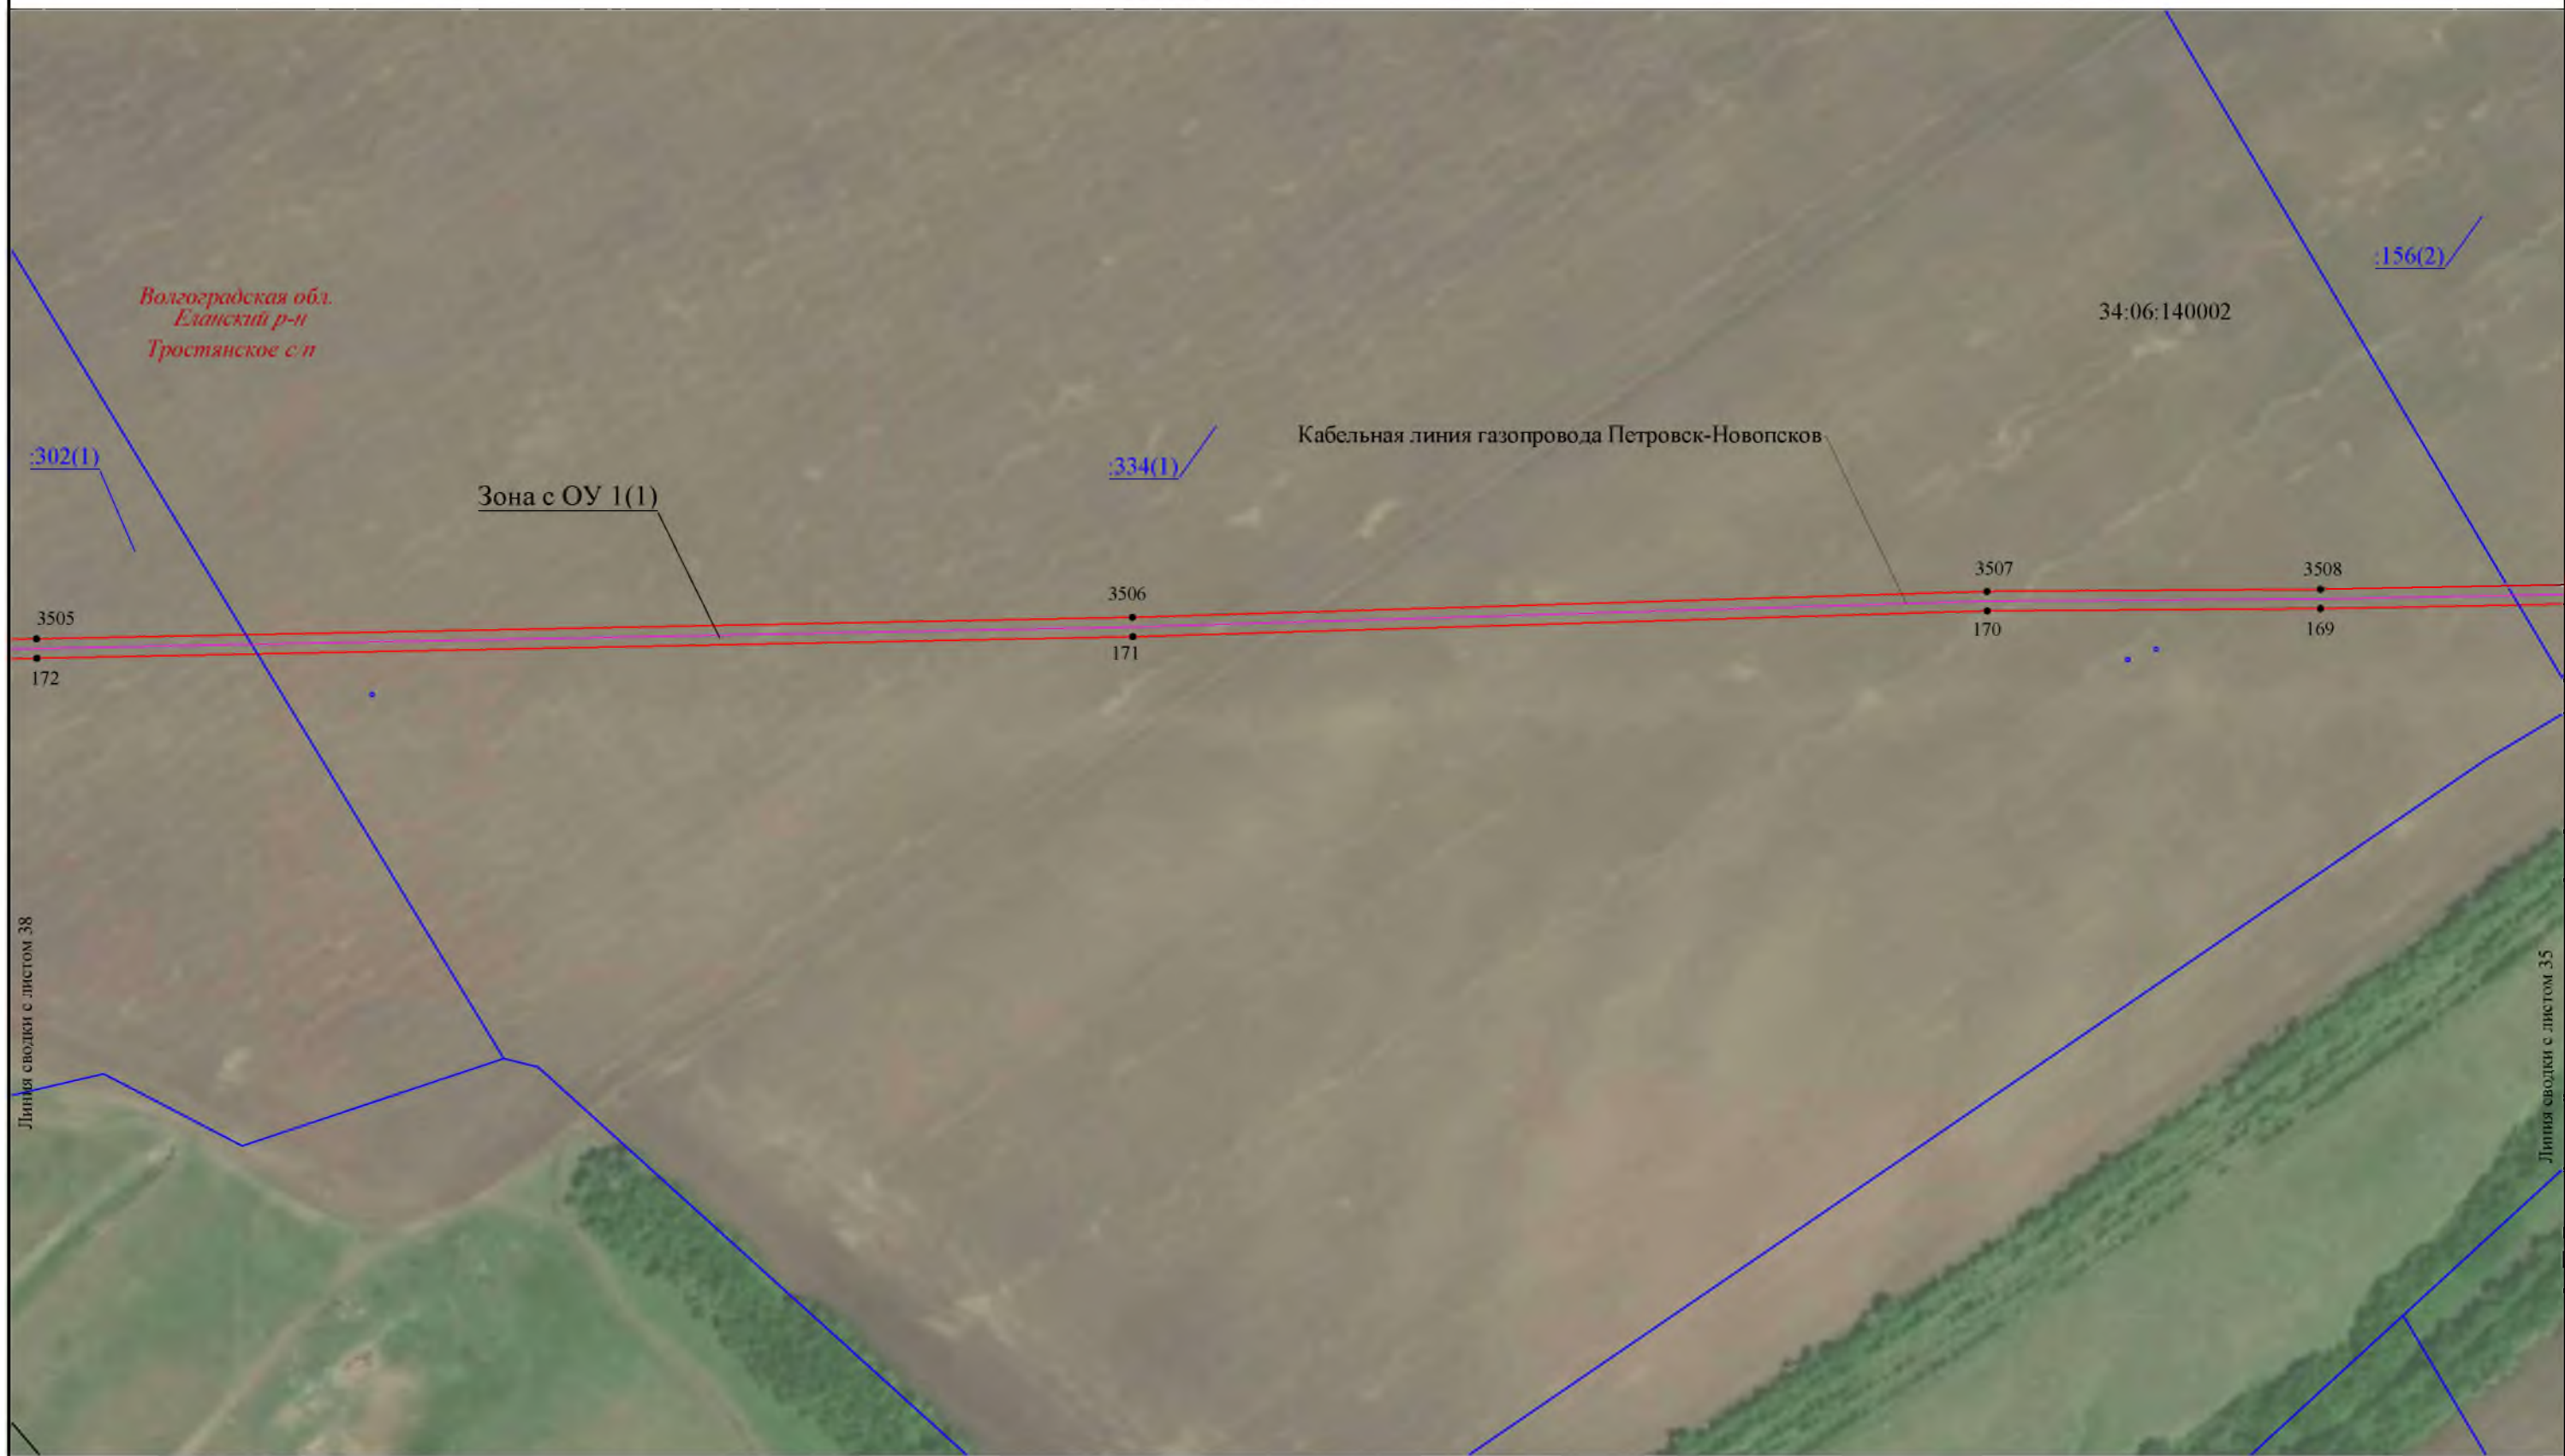 Волгоградская обл.
Еланский р-н
Тростянское с/п
:156(2)
34:06:140002
:302(1)
:334(1)
Кабельная линия газопровода Петровск-Новопсков
Зона с ОУ 1(1)
3505
3506
3507
3508
172
171
170
169
Линия сводки с листом 38
Линия сводки с листом 35